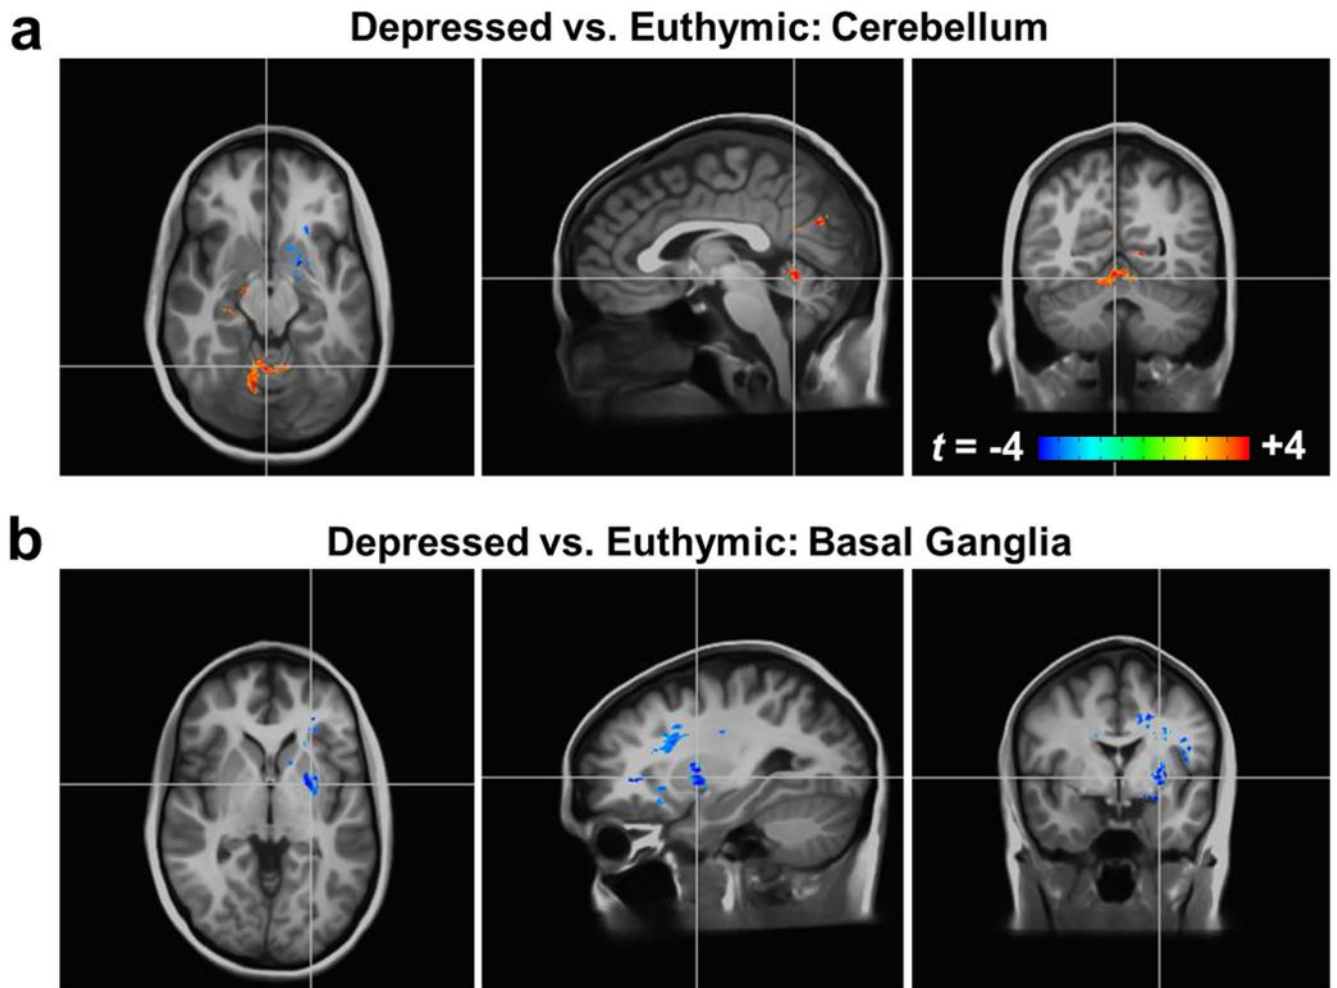 a
Depressed vs. Euthymic: Cerebellum
t = -4 +4
b
Depressed vs. Euthymic: Basal Ganglia